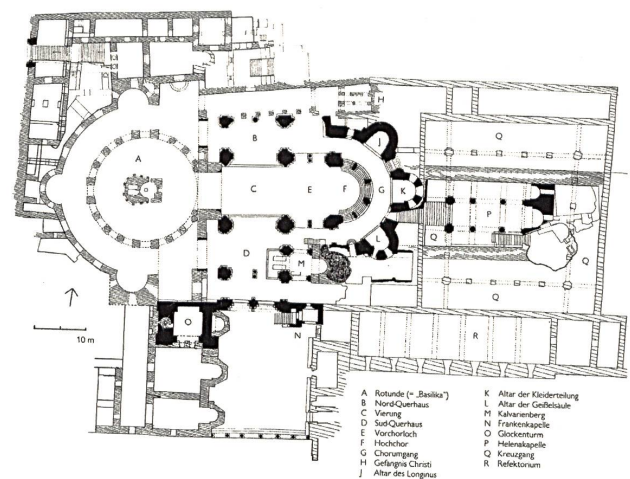 H
Q
B
J
A
C
E
F
G
K
P
Q
L
Q
D
M
Q
10 m
O
N
R
A Rotunde (= „Basilika")
B Nord-Querhaus
C Vierung
D Sud-Querhaus
E Vorchorloch
F Hochchor
G Chorumgang
H Gefangnis Christi
J Altar des Longinus
K Altar der Kleiderteilung
L Altar der Geißelsäule
M Kalvarienberg
N Frankenkapelle
O Glockenturm
P Helenakapelle
Q Kreuzgang
R Refektorium